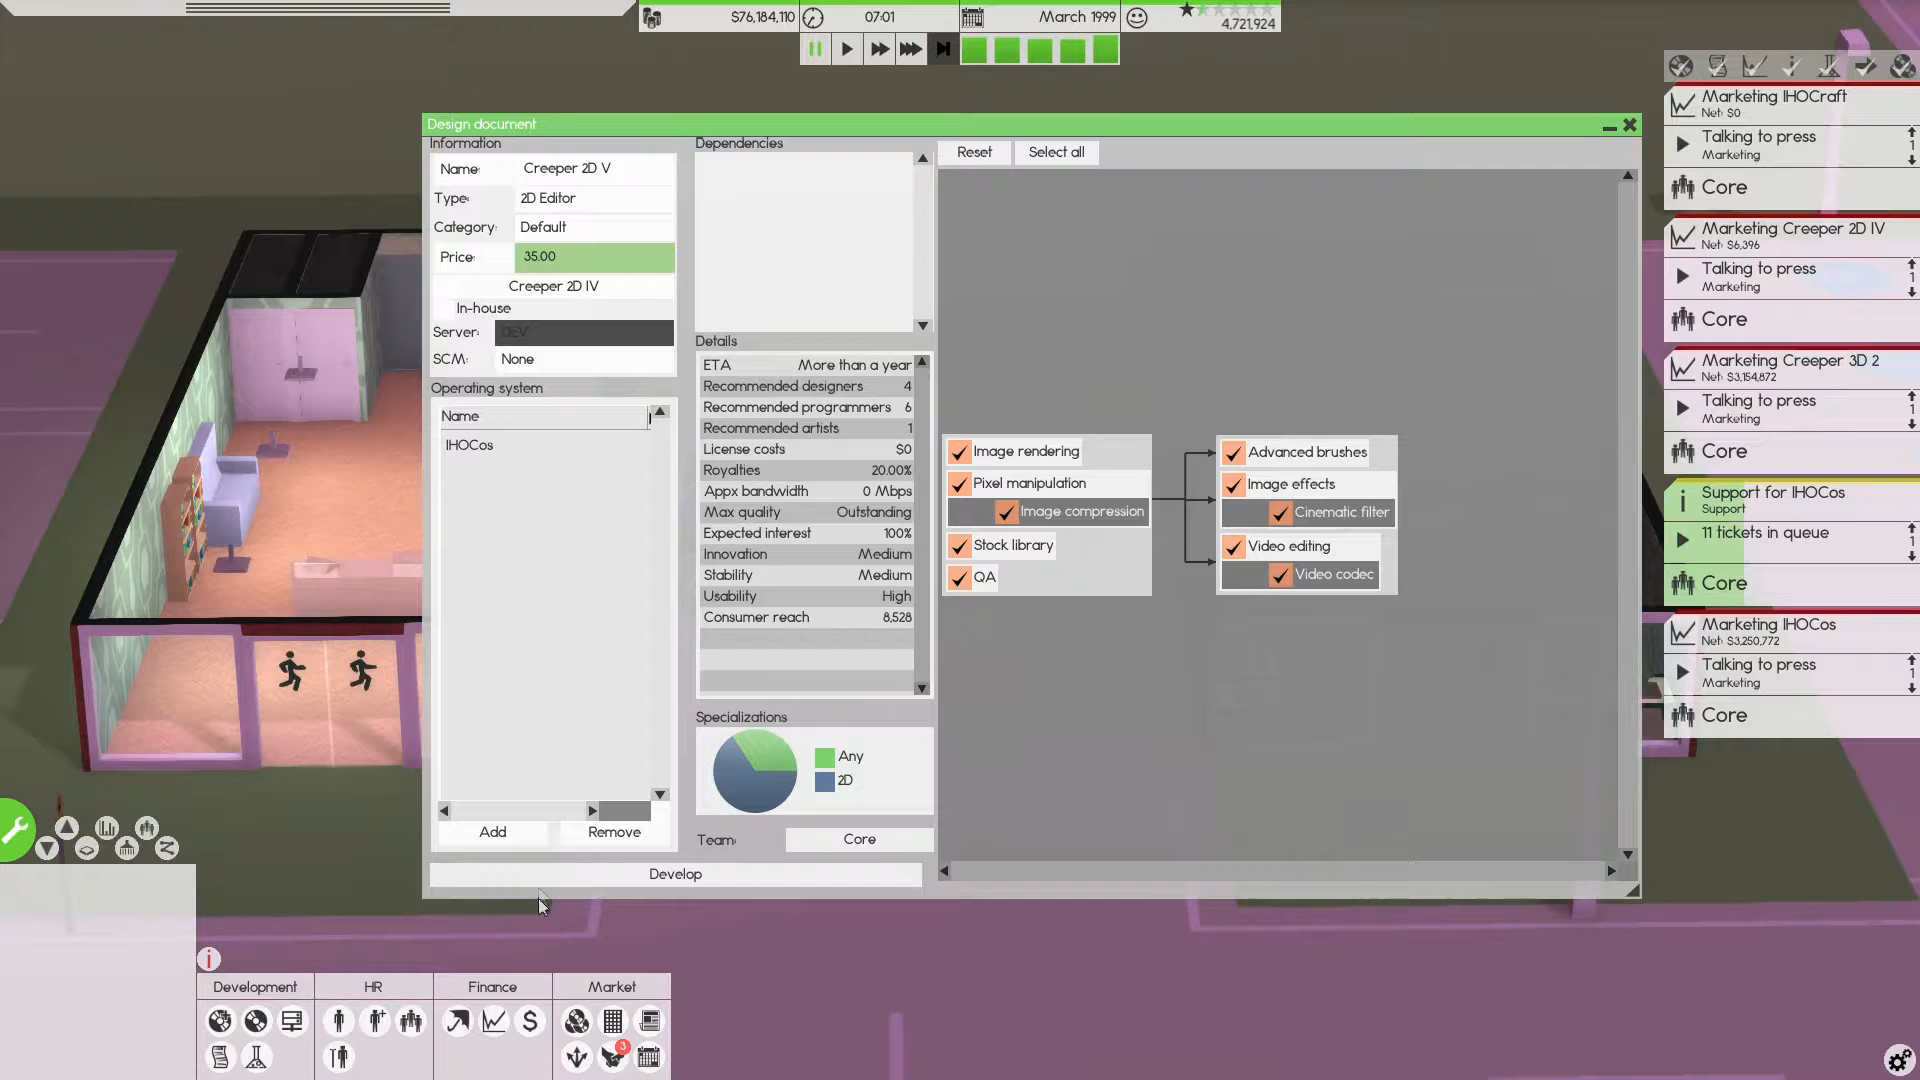 $76,184,110
07:01
March 1999
4,721,924
Design document
Information
Name: Creeper 2D V
Type: 2D Editor
Category: Default
Price: 35.00
Creeper 2D IV
In-house
Server: DEV
SCM: None
Operating system
Name
IHOCos
Add
Remove
Develop
Dependencies
Details
ETA More than a year
Recommended designers 4
Recommended programmers 6
Recommended artists 1
License costs $0
Royalties 20.00%
Appx bandwidth 0 Mbps
Max quality Outstanding
Expected interest 100%
Innovation Medium
Stability Medium
Usability High
Consumer reach 8,528
Specializations
Any
2D
Team: Core
Reset
Select all
Image rendering
Pixel manipulation
Image compression
Stock library
QA
Advanced brushes
Image effects
Cinematic filter
Video editing
Video codec
Marketing IHOCraft
Net: $0
Talking to press
Marketing
1
Core
Marketing Creeper 2D IV
Net: $6,396
Talking to press
Marketing
1
Core
Marketing Creeper 3D 2
Net: $3,154,872
Talking to press
Marketing
1
Core
Support for IHOCos
Support
11 tickets in queue
1
Core
Marketing IHOCos
Net: $3,250,772
Talking to press
Marketing
1
Core
Development
HR
Finance
Market
3